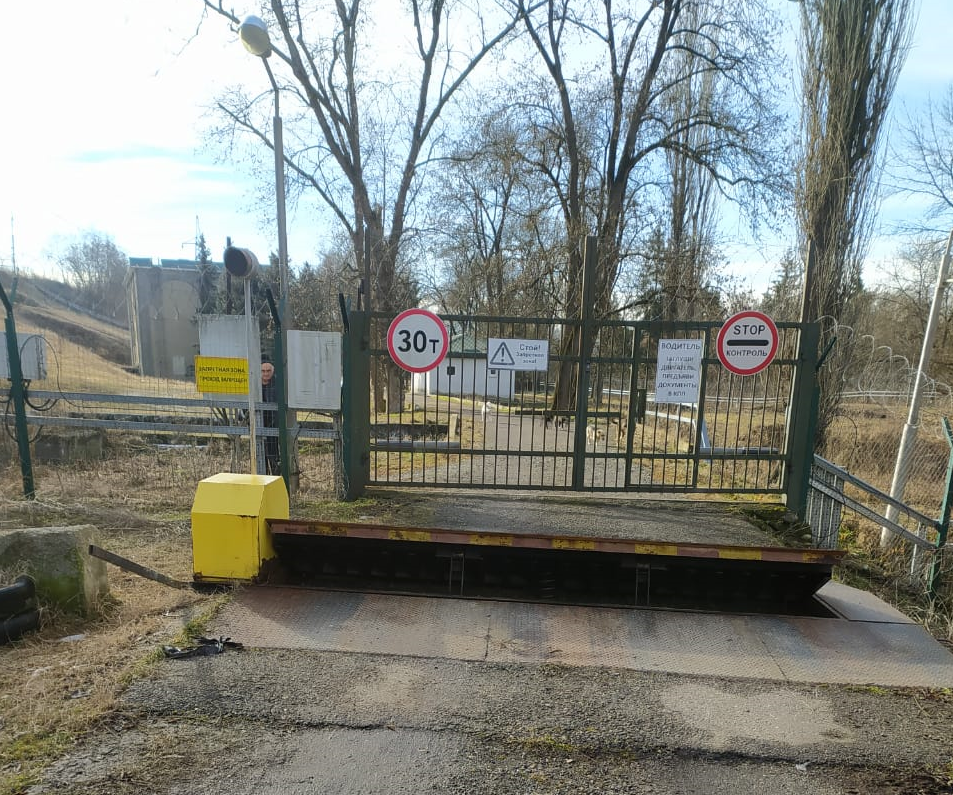 30т
Стой!
Запретная
зона!
ВОДИТЕЛЬ
ЗАГЛУШИ
ДВИГАТЕЛЬ,
ПРЕДЪЯВИ
ДОКУМЕНТЫ
В КПП
STOP
КОНТРОЛЬ
ЗАПРЕТНАЯ ЗОНА
ПРОХОД ЗАПРЕЩЕН